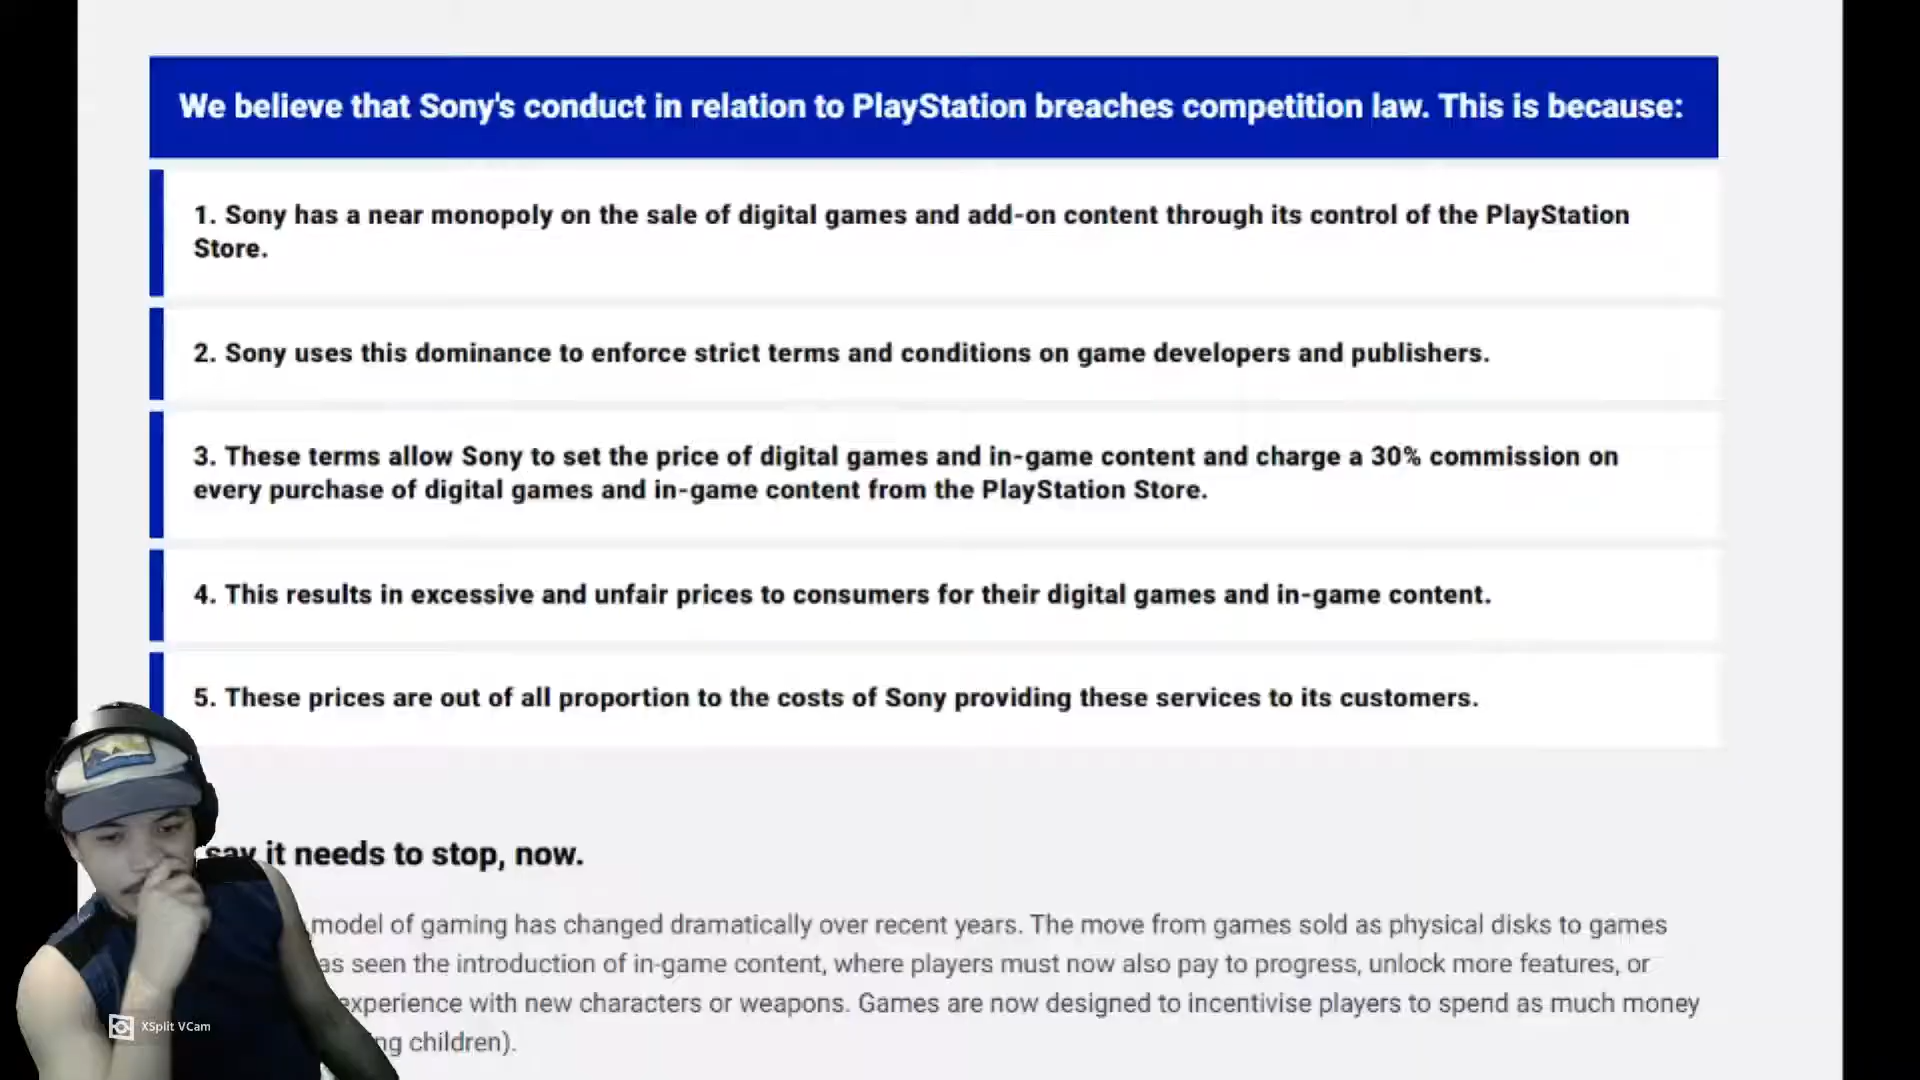 We believe that Sony's conduct in relation to PlayStation breaches competition law. This is because:
1. Sony has a near monopoly on the sale of digital games and add-on content through its control of the PlayStation
Store.
2. Sony uses this dominance to enforce strict terms and conditions on game developers and publishers.
3. These terms allow Sony to set the price of digital games and in-game content and charge a 30% commission on
every purchase of digital games and in-game content from the PlayStation Store.
4. This results in excessive and unfair prices to consumers for their digital games and in-game content.
5. These prices are out of all proportion to the costs of Sony providing these services to its customers.
say it needs to stop, now.
model of gaming has changed dramatically over recent years. The move from games sold as physical disks to games
as seen the introduction of in-game content, where players must now also pay to progress, unlock more features, or
experience with new characters or weapons. Games are now designed to incentivise players to spend as much money
ng children).
XSplit VCam